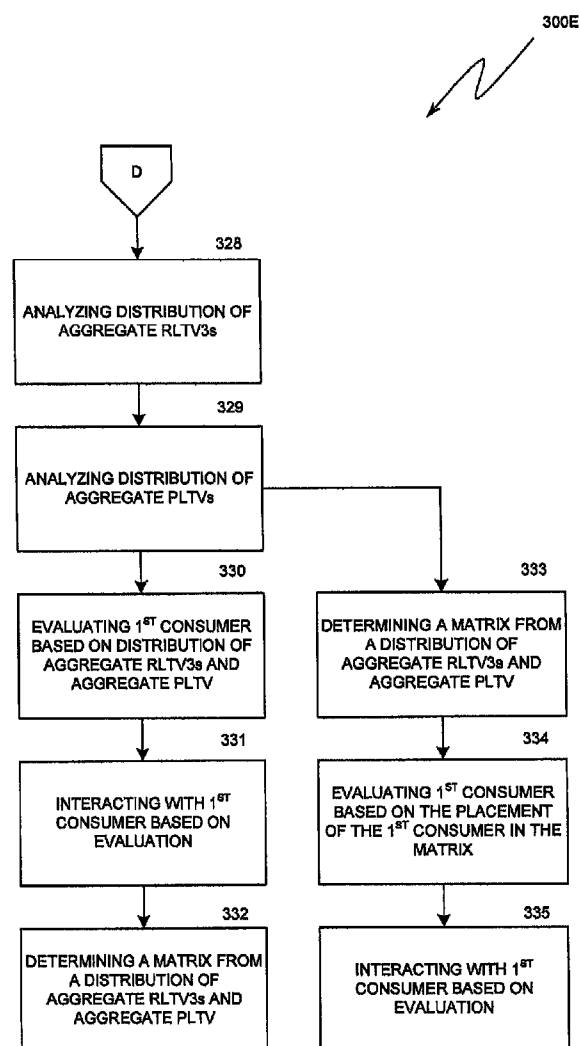 300E
D
328
ANALYZING DISTRIBUTION OF
AGGREGATE RLTV3s
329
ANALYZING DISTRIBUTION OF
AGGREGATE PLTVs
330
EVALUATING 1ST CONSUMER
BASED ON DISTRIBUTION OF
AGGREGATE RLTV3s AND
AGGREGATE PLTV
331
INTERACTING WITH 1ST
CONSUMER BASED ON
EVALUATION
332
DETERMINING A MATRIX FROM
A DISTRIBUTION OF
AGGREGATE RLTV3s AND
AGGREGATE PLTV
333
DETERMINING A MATRIX FROM
A DISTRIBUTION OF
AGGREGATE RLTV3s AND
AGGREGATE PLTV
334
EVALUATING 1ST CONSUMER
BASED ON THE PLACEMENT
OF THE 1ST CONSUMER IN THE
MATRIX
335
INTERACTING WITH 1ST
CONSUMER BASED ON
EVALUATION